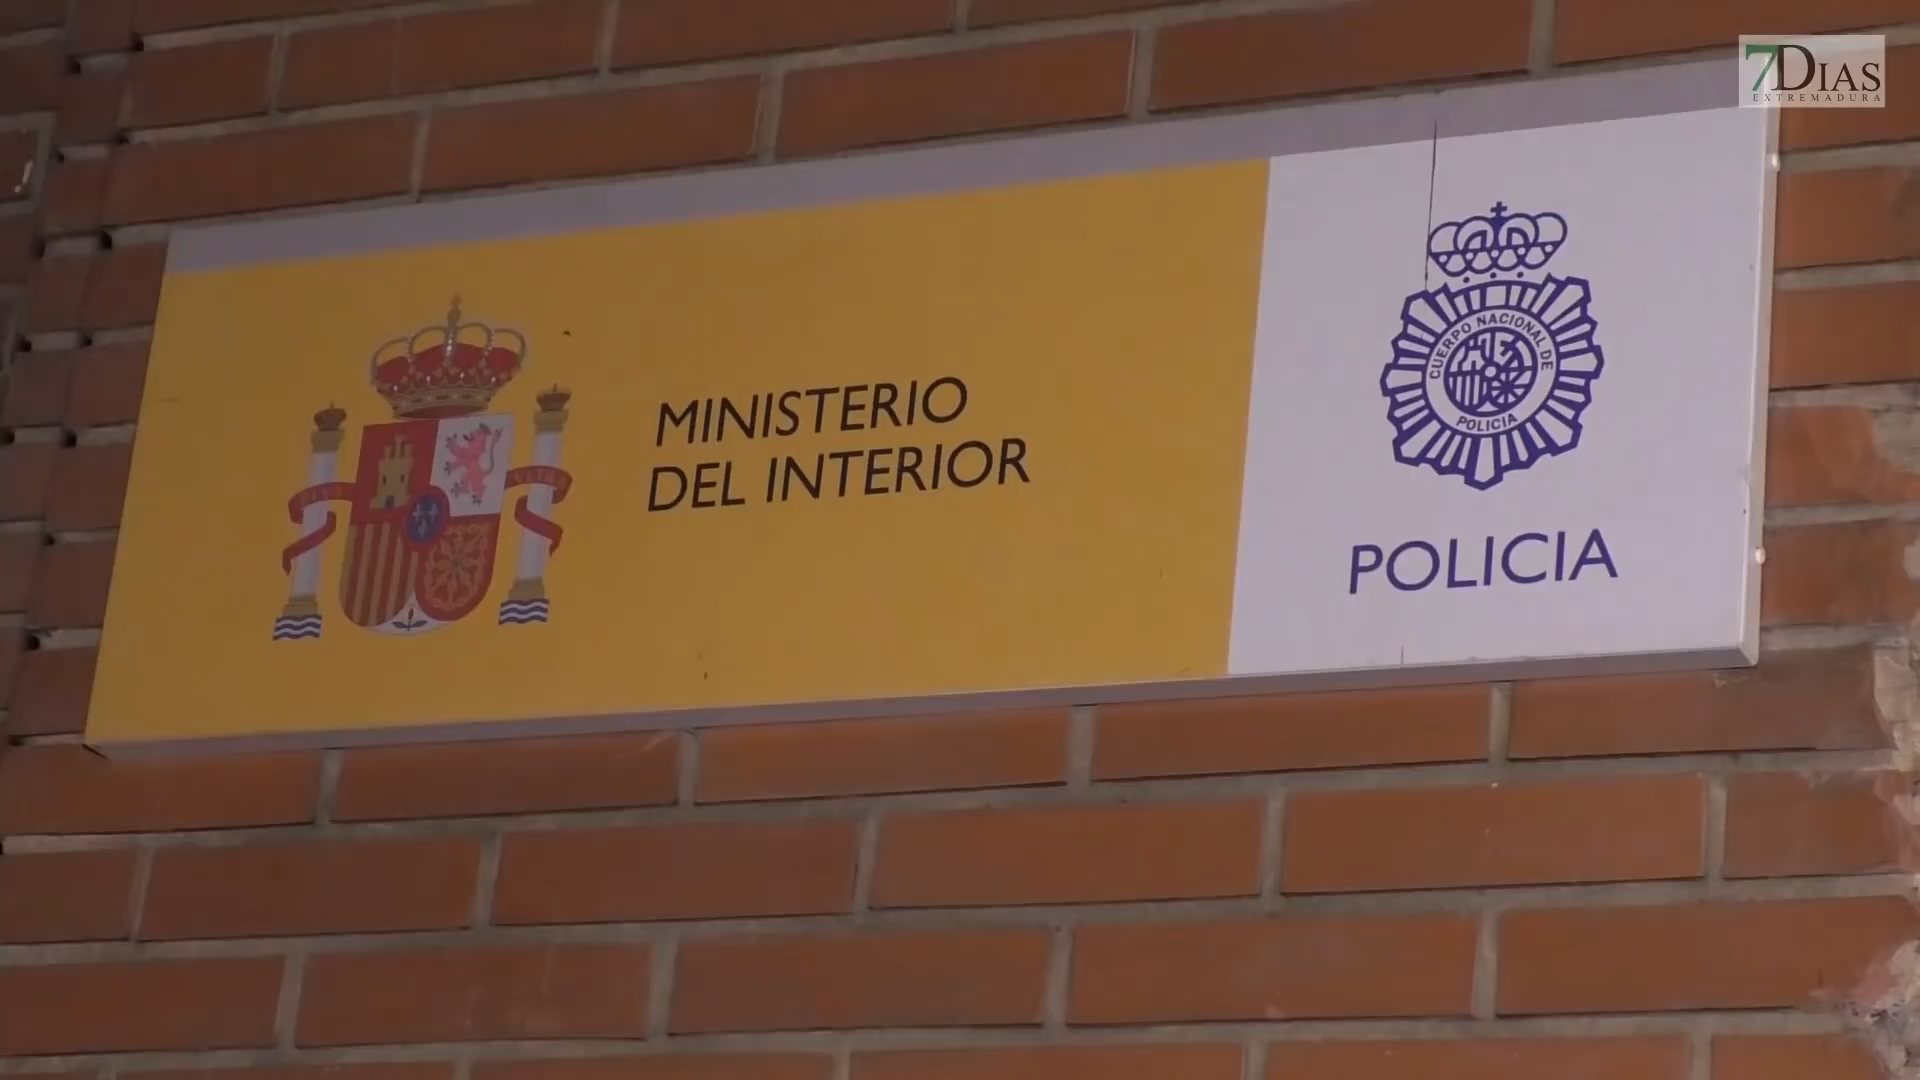 7DIAS
EXTREMADURA
MINISTERIO
DEL INTERIOR
CUERPO NACIONAL DE
POLICIA
POLICIA